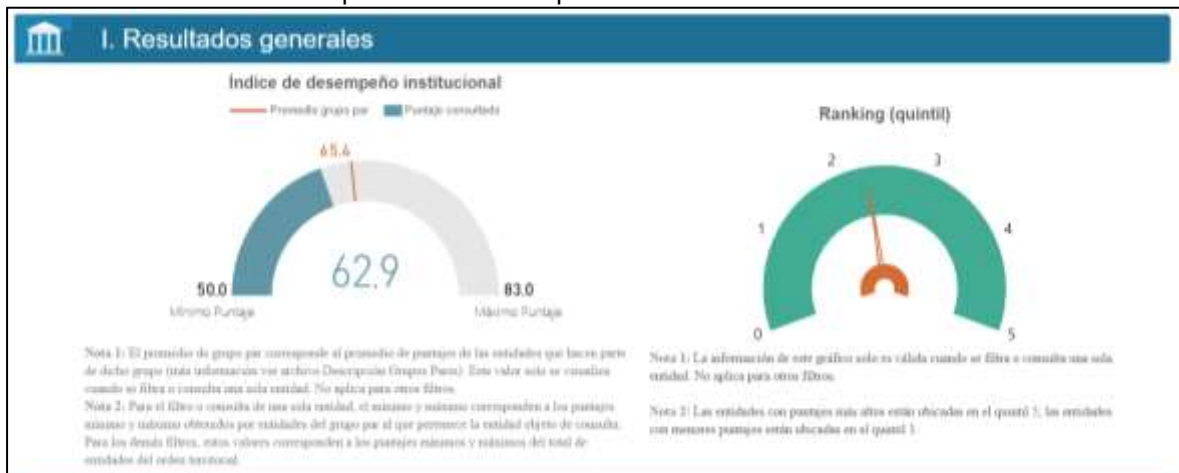 I. Resultados generales
Índice de desempeño institucional
Promedio grupo par Puntaje consultado
65.4
62.9
50.0
Mínimo Puntaje
83.0
Máximo Puntaje
Nota 1: El promedio de grupo par corresponde al promedio de puntajes de las entidades que hacen parte
de dicho grupo (más información ver archivo Descripción Grupos Pares). Este valor solo se visualiza
cuando se filtra o consulta una sola entidad. No aplica para otros filtros.
Nota 2: Para el filtro o consulta de una sola entidad, el mínimo y máximo corresponden a los puntajes
mínimo y máximo obtenidos por entidades del grupo par al que pertenece la entidad objeto de consulta.
Para los demás filtros, estos valores corresponden a los puntajes mínimos y máximos del total de
entidades del orden territorial.
Ranking (quintil)
0
1
2
3
4
5
Nota 1: La información de este gráfico solo es válida cuando se filtra o consulta una sola
entidad. No aplica para otros filtros.
Nota 2: Las entidades con puntajes más altos están ubicadas en el quintil 5, las entidades
con menores puntajes están ubicadas en el quintil 1.